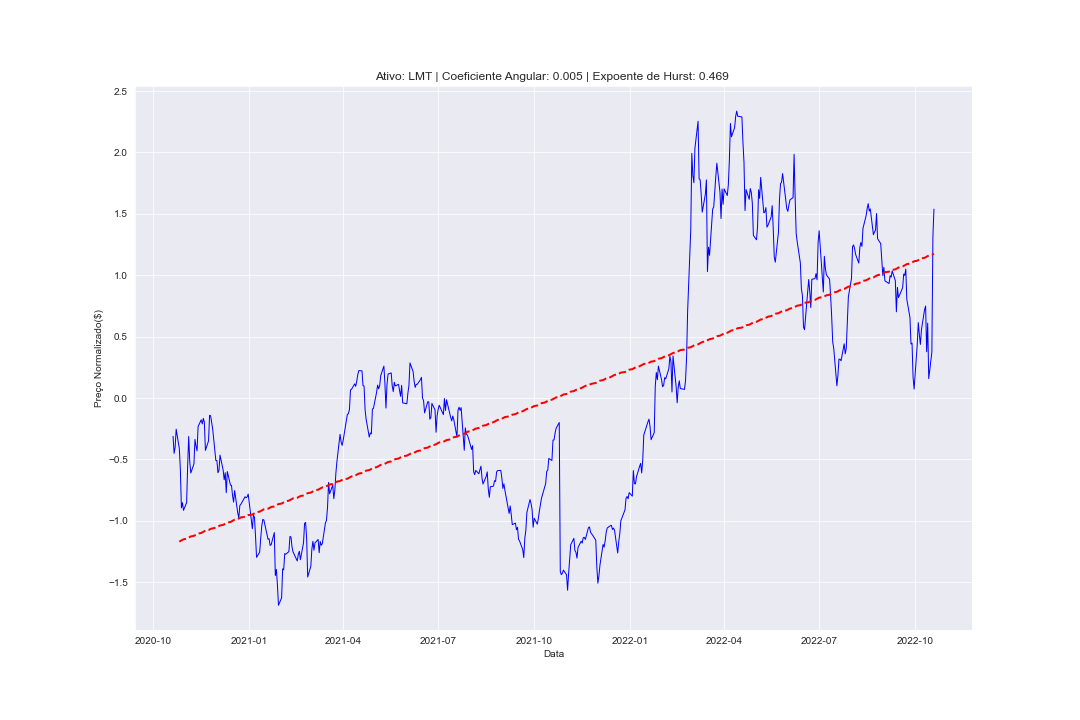 Ativo: LMT | Coeficiente Angular: 0.005 | Expoente de Hurst: 0.469
2.5
2.0
1.5
1.0
0.5
0.0
−0.5
−1.0
−1.5
Preço Normalizado($)
2020-10 2021-01 2021-04 2021-07 2021-10 2022-01 2022-04 2022-07 2022-10
Data